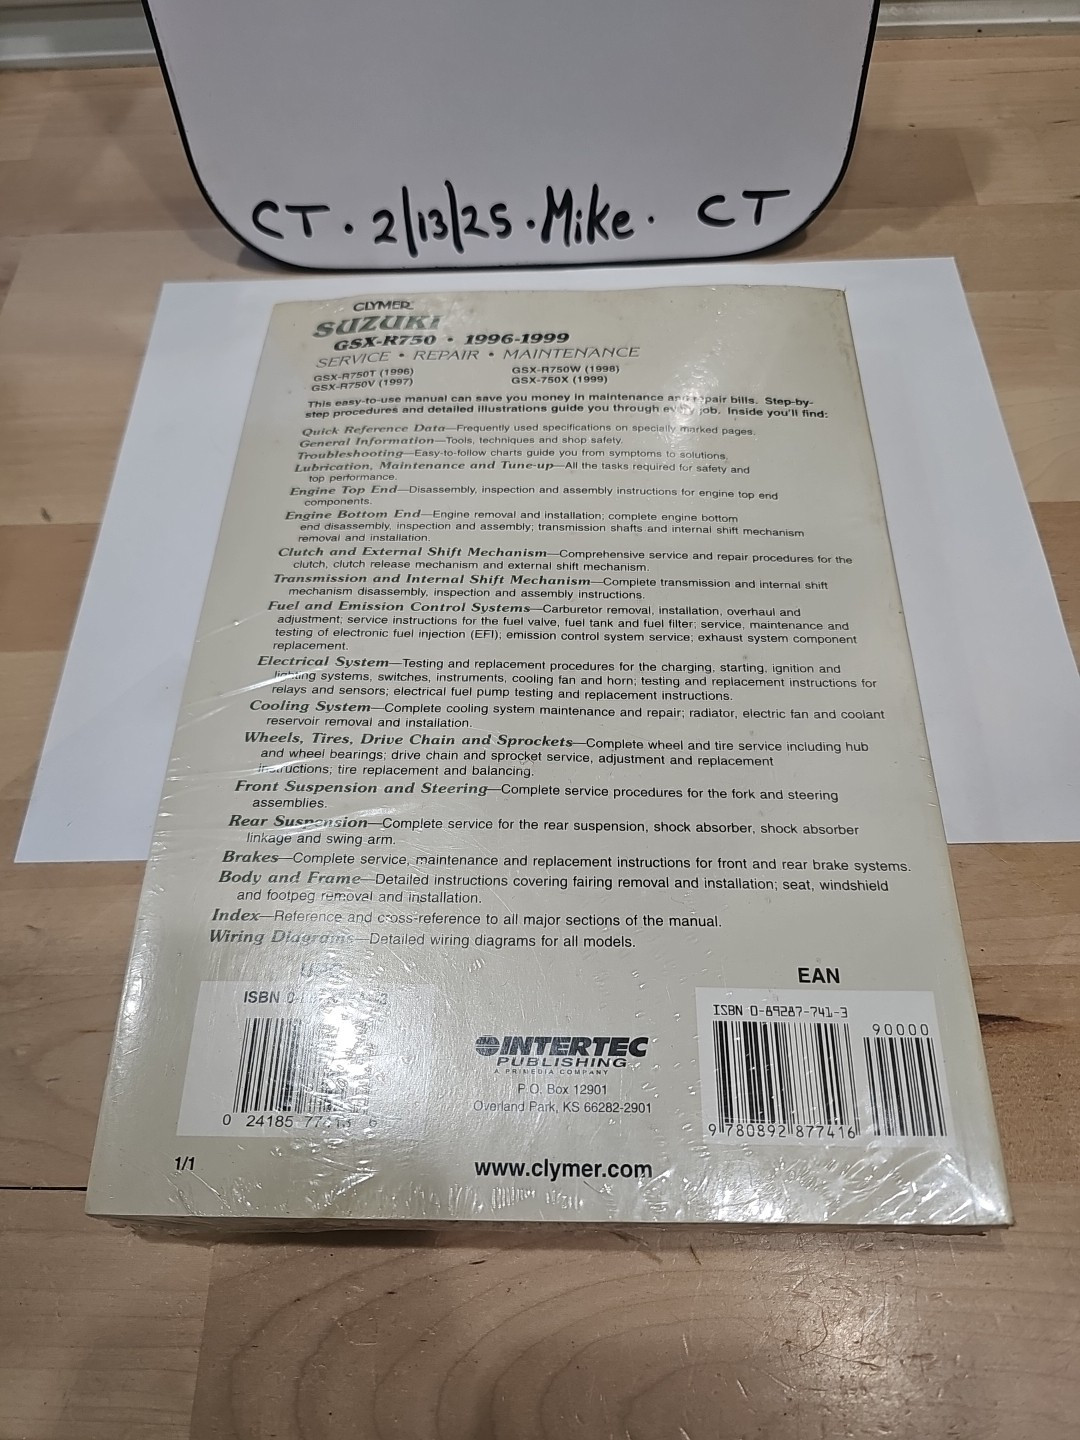 CT . 2/13/25 . Mike . CT
CLYMER
SUZUKI
GSX-R750 • 1996-1999
SERVICE • REPAIR • MAINTENANCE
GSX-R750T (1996) GSX-R750W (1998)
GSX-R750V (1997) GSX-750X (1999)
This easy-to-use manual can save you money in maintenance and repair bills. Step-by-
step procedures and detailed illustrations guide you through every job. Inside you'll find:
Quick Reference Data—Frequently used specifications on specially marked pages.
General Information—Tools, techniques and shop safety.
Troubleshooting—Easy-to-follow charts guide you from symptoms to solutions.
Lubrication, Maintenance and Tune-up—All the tasks required for safety and
top performance.
Engine Top End—Disassembly, inspection and assembly instructions for engine top end
components.
Engine Bottom End—Engine removal and installation; complete engine bottom
end disassembly, inspection and assembly; transmission shafts and internal shift mechanism
removal and installation.
Clutch and External Shift Mechanism—Comprehensive service and repair procedures for the
clutch, clutch release mechanism and external shift mechanism.
Transmission and Internal Shift Mechanism—Complete transmission and internal shift
mechanism disassembly, inspection and assembly instructions.
Fuel and Emission Control Systems—Carburetor removal, installation, overhaul and
adjustment; service instructions for the fuel valve, fuel tank and fuel filter; service, maintenance and
testing of electronic fuel injection (EFI); emission control system service; exhaust system component
replacement.
Electrical System—Testing and replacement procedures for the charging, starting, ignition and
lighting systems, switches, instruments, cooling fan and horn; testing and replacement instructions for
relays and sensors; electrical fuel pump testing and replacement instructions.
Cooling System—Complete cooling system maintenance and repair; radiator, electric fan and coolant
reservoir removal and installation.
Wheels, Tires, Drive Chain and Sprockets—Complete wheel and tire service including hub
and wheel bearings; drive chain and sprocket service, adjustment and replacement
instructions; tire replacement and balancing.
Front Suspension and Steering—Complete service procedures for the fork and steering
assemblies.
Rear Suspension—Complete service for the rear suspension, shock absorber, shock absorber
linkage and swing arm.
Brakes—Complete service, maintenance and replacement instructions for front and rear brake systems.
Body and Frame—Detailed instructions covering fairing removal and installation; seat, windshield
and footpeg removal and installation.
Index—Reference and cross-reference to all major sections of the manual.
Wiring Diagrams—Detailed wiring diagrams for all models.
EAN
ISBN
ISBN 0-89287-741-3
90000
INTERTEC
PUBLISHING
A PRIMEDIA COMPANY
P.O. Box 12901
Overland Park, KS 66282-2901
0 24185
9 780892 877416
1/1
www.clymer.com